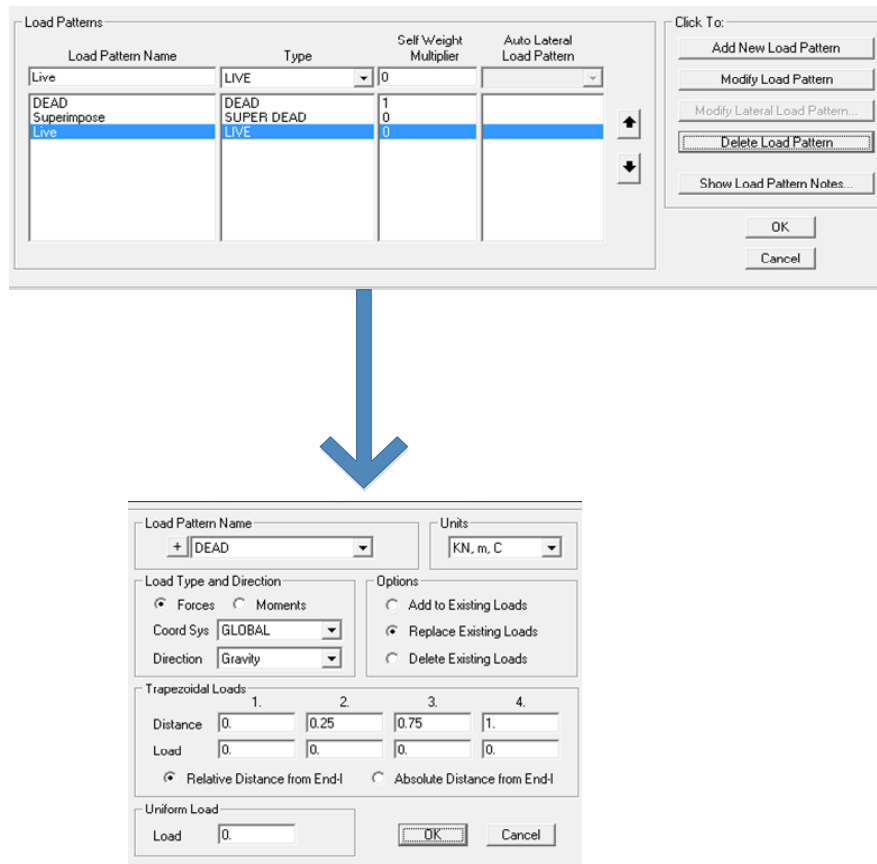 Load Patterns
Click To:
Load Pattern Name Type Self Weight Multiplier Auto Lateral Load Pattern
Live LIVE 0
DEAD DEAD 1
Superimpose SUPER DEAD 0
Live LIVE 0
Add New Load Pattern
Modify Load Pattern
Modify Lateral Load Pattern...
Delete Load Pattern
Show Load Pattern Notes...
OK
Cancel
Load Pattern Name
+ DEAD
Units
KN, m, C
Load Type and Direction
Forces Moments
Coord Sys GLOBAL
Direction Gravity
Options
Add to Existing Loads
Replace Existing Loads
Delete Existing Loads
Trapezoidal Loads
1. 2. 3. 4.
Distance 0. 0.25 0.75 1.
Load 0. 0. 0. 0.
Relative Distance from End-I Absolute Distance from End-I
Uniform Load
Load 0.
OK Cancel